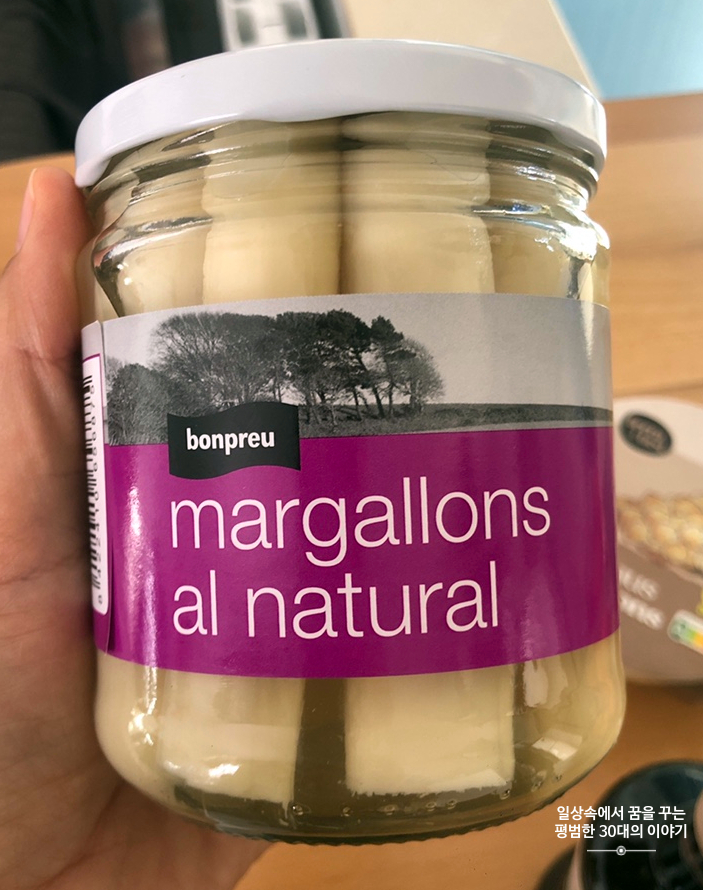 bonpreu
margallons
al natural
일상속에서 꿈을 꾸는
평범한 30대의 이야기